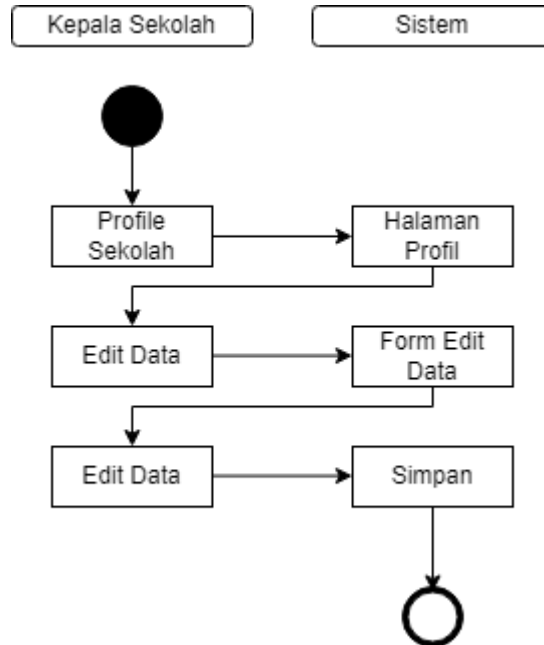 Kepala Sekolah
Sistem
Profile
Sekolah
Halaman
Profil
Edit Data
Form Edit
Data
Edit Data
Simpan